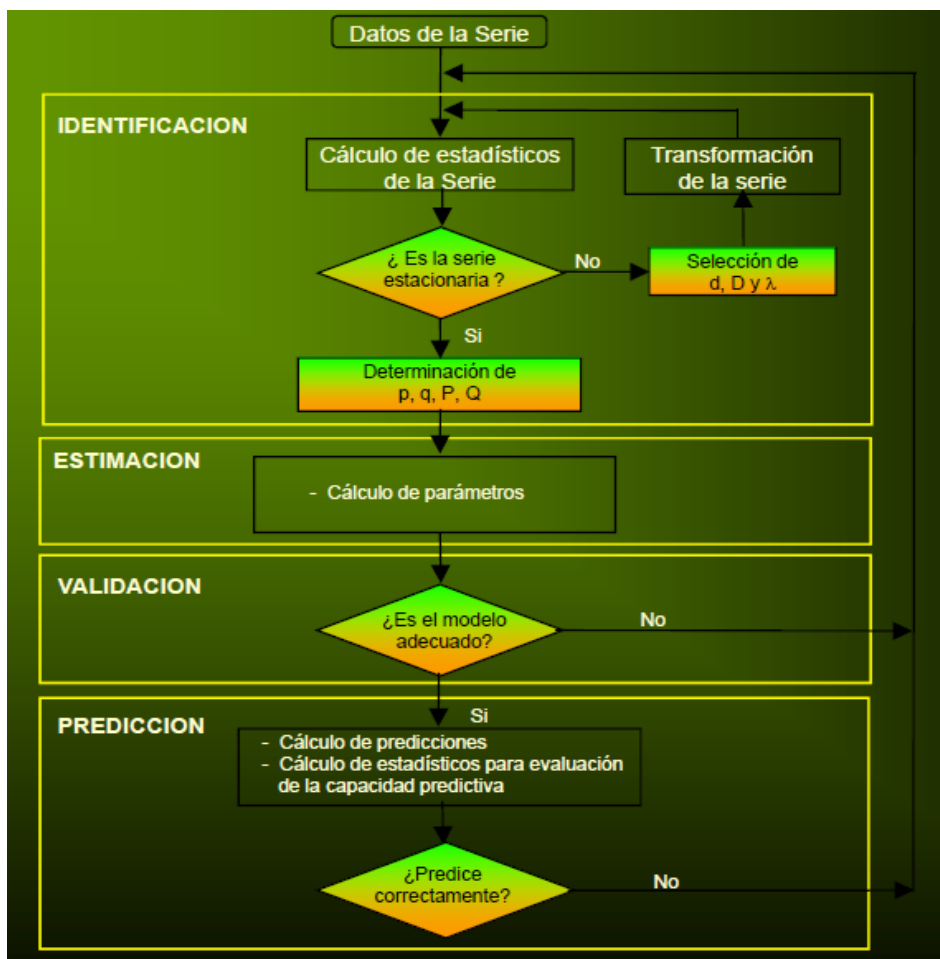 Datos de la Serie
IDENTIFICACION
Cálculo de estadísticos
de la Serie
Transformación
de la serie
¿ Es la serie
estacionaria ?
No
Selección de
d, D y λ
Si
Determinación de
p, q, P, Q
ESTIMACION
- Cálculo de parámetros
VALIDACION
¿Es el modelo
adecuado?
No
Si
PREDICCION
- Cálculo de predicciones
- Cálculo de estadísticos para evaluación
de la capacidad predictiva
¿Predice
correctamente?
No